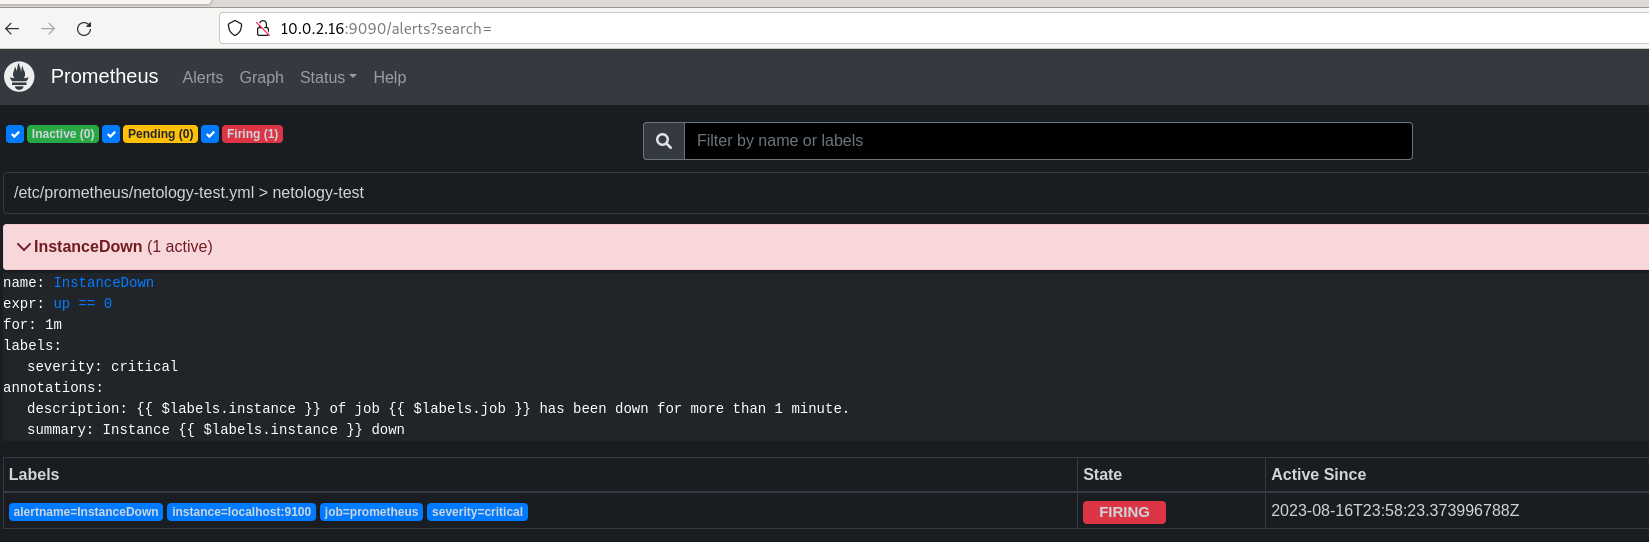 10.0.2.16:9090/alerts?search=
Prometheus Alerts Graph Status Help
Inactive (0) Pending (0) Firing (1)
Filter by name or labels
/etc/prometheus/netology-test.yml > netology-test
InstanceDown (1 active)
name: InstanceDown
expr: up == 0
for: 1m
labels:
severity: critical
annotations:
description: {{ $labels.instance }} of job {{ $labels.job }} has been down for more than 1 minute.
summary: Instance {{ $labels.instance }} down
Labels State Active Since
alertname=InstanceDown instance=localhost:9100 job=prometheus severity=critical FIRING 2023-08-16T23:58:23.373996788Z